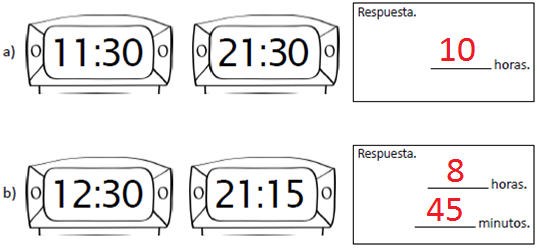 a) 11:30 21:30 Respuesta.
10 horas.
b) 12:30 21:15 Respuesta.
8 horas.
45 minutos.